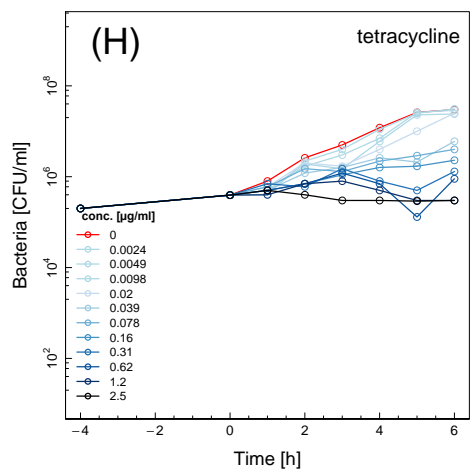 (H)
tetracycline
Bacteria [CFU/ml]
10^8
10^6
10^4
10^2
conc. [µg/ml]
0
0.0024
0.0049
0.0098
0.02
0.039
0.078
0.16
0.31
0.62
1.2
2.5
−4 −2 0 2 4 6
Time [h]